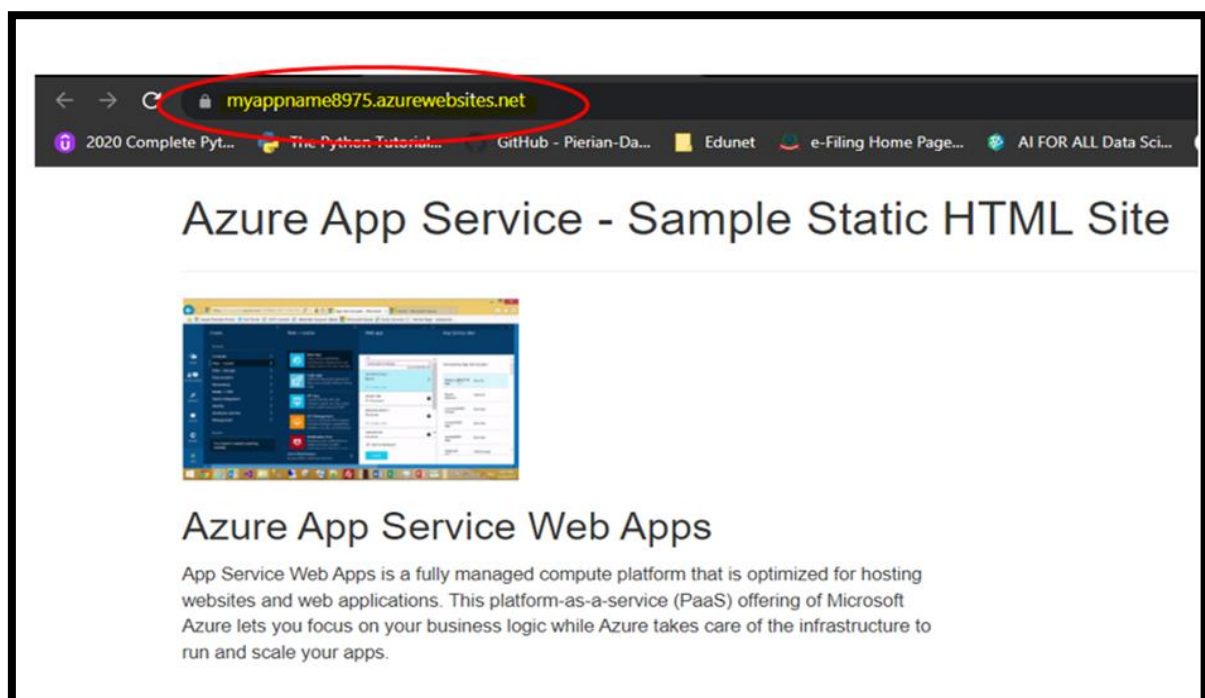 myappname8975.azurewebsites.net
2020 Complete Pyt... The Python Tutorial... GitHub - Pierian-Da... Edunet e-Filing Home Page... AI FOR ALL Data Sci...
Azure App Service - Sample Static HTML Site
Azure App Service Web Apps
App Service Web Apps is a fully managed compute platform that is optimized for hosting
websites and web applications. This platform-as-a-service (PaaS) offering of Microsoft
Azure lets you focus on your business logic while Azure takes care of the infrastructure to
run and scale your apps.